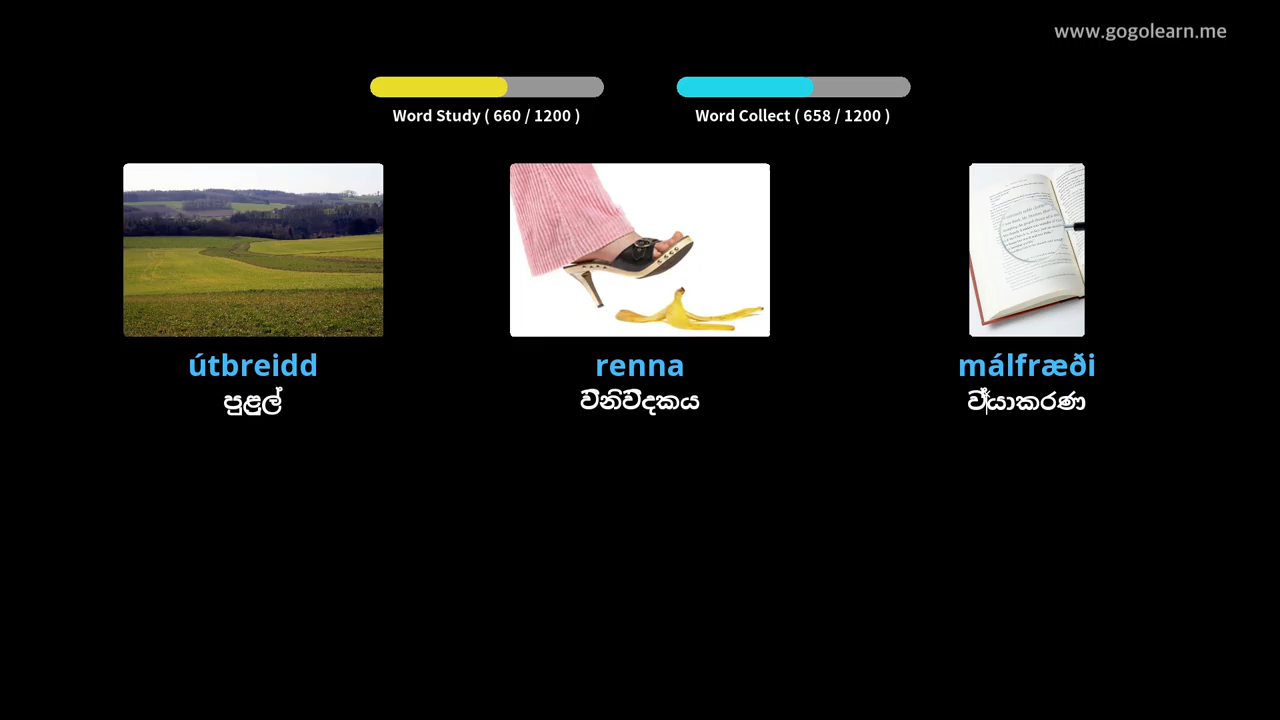 www.gogolearn.me
Word Study ( 660 / 1200 )
Word Collect ( 658 / 1200 )
útbreidd
renna
málfræði
පුළුල්
විනිවිදකය
ව්‍යාකරණ